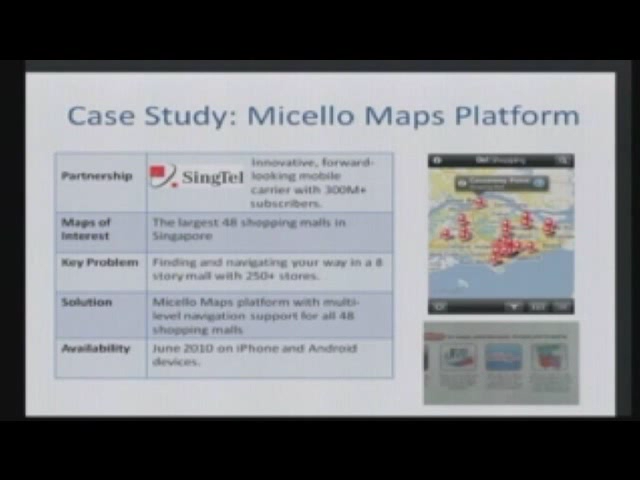 Case Study: Micello Maps Platform
Partnership
SingTel
Innovative, forward-
looking mobile
carrier with 300M+
subscribers.
Maps of
Interest
The largest 48 shopping malls in
Singapore
Key Problem
Finding and navigating your way in a 8
story mall with 250+ stores.
Solution
Micello Maps platform with multi-
level navigation support for all 48
shopping malls
Availability
June 2010 on iPhone and Android
devices.
Shopping